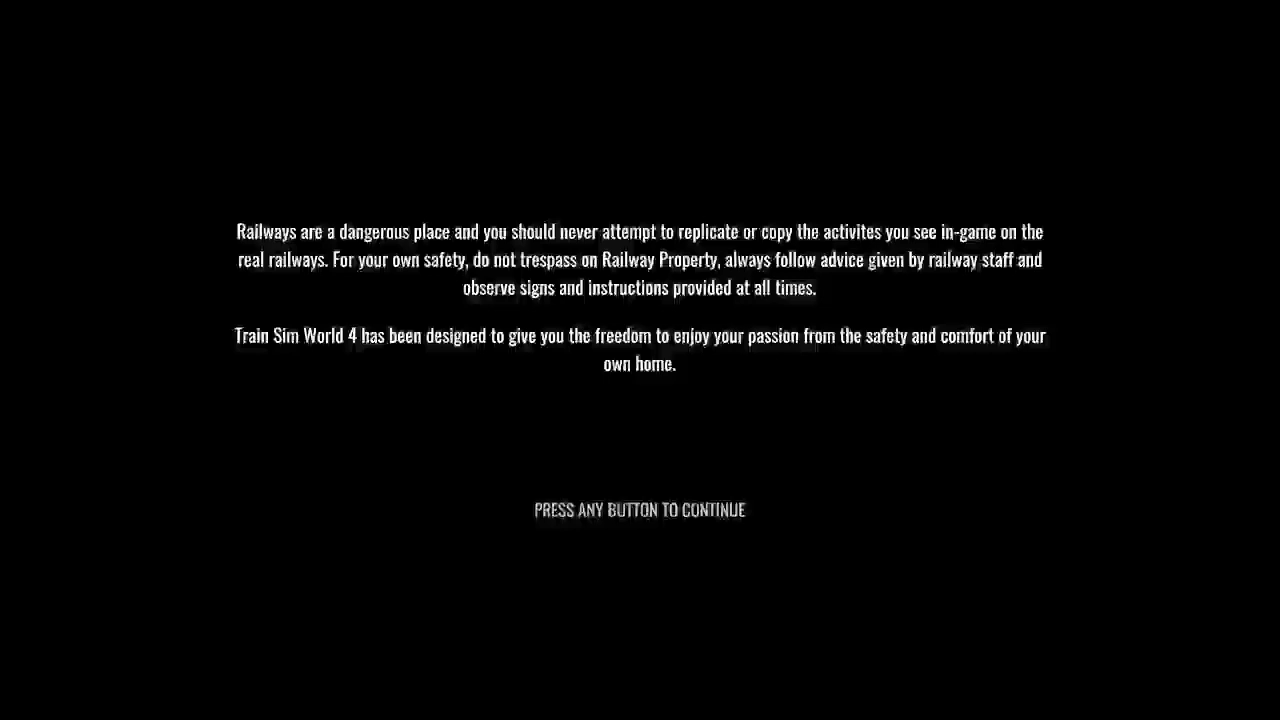 Railways are a dangerous place and you should never attempt to replicate or copy the activites you see in-game on the
real railways. For your own safety, do not trespass on Railway Property, always follow advice given by railway staff and
observe signs and instructions provided at all times.
Train Sim World 4 has been designed to give you the freedom to enjoy your passion from the safety and comfort of your
own home.
PRESS ANY BUTTON TO CONTINUE